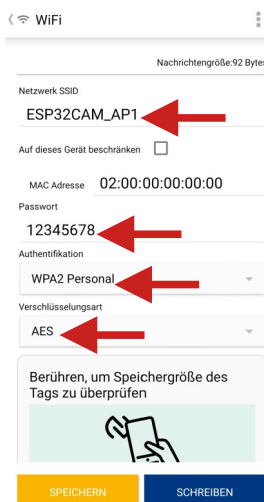 WiFi
Nachrichtengröße:92 Bytes
Netzwerk SSID
ESP32CAM_AP1
Auf dieses Gerät beschränken
MAC Adresse 02:00:00:00:00:00
Passwort
12345678
Authentifikation
WPA2 Personal
Verschlüsselungsart
AES
Berühren, um Speichergröße des
Tags zu überprüfen
SPEICHERN SCHREIBEN